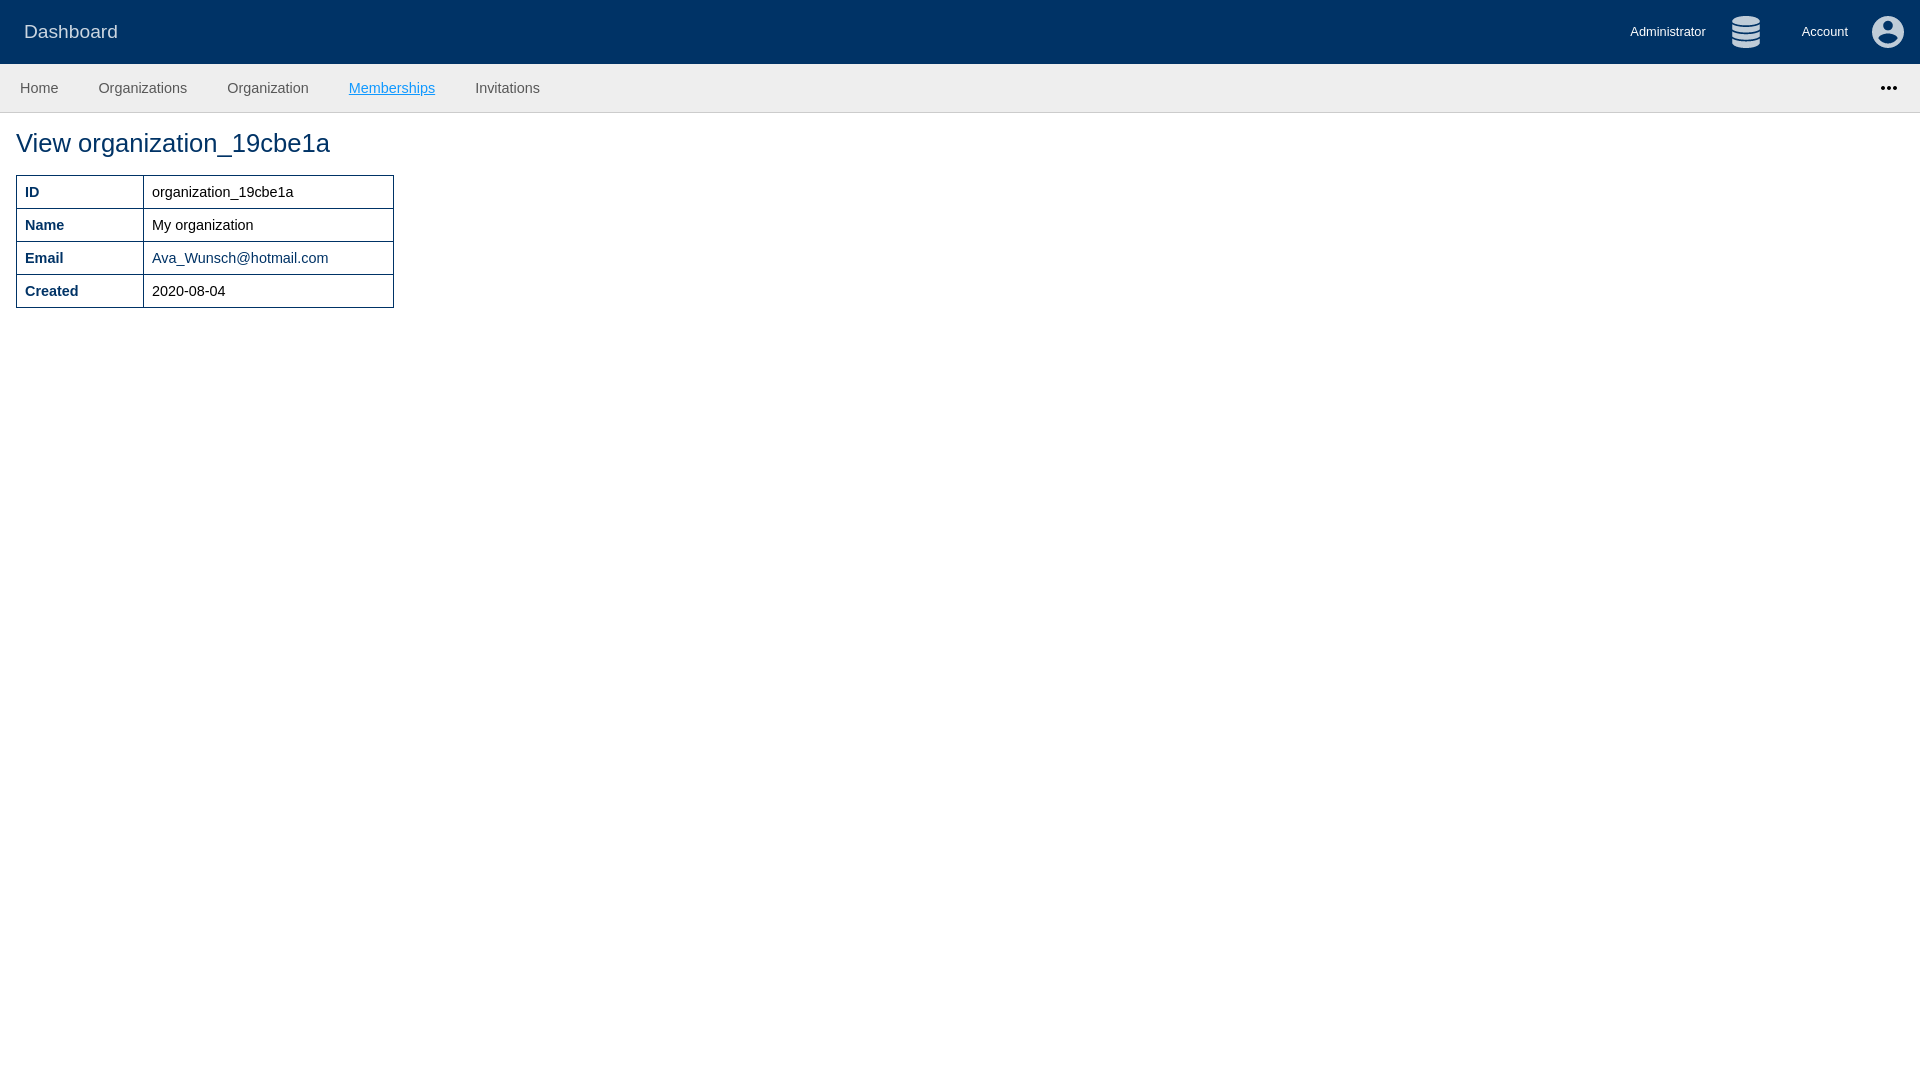 Dashboard
Administrator
Account
Home Organizations Organization Memberships Invitations
View organization_19cbe1a
ID organization_19cbe1a
Name My organization
Email Ava_Wunsch@hotmail.com
Created 2020-08-04